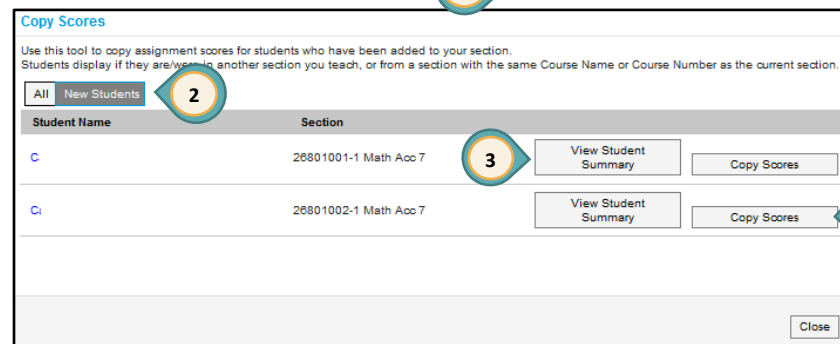 Copy Scores
Use this tool to copy assignment scores for students who have been added to your section.
Students display if they are/were in another section you teach, or from a section with the same Course Name or Course Number as the current section.
All New Students 2
Student Name Section
C 26801001-1 Math Acc 7 3 View Student Summary Copy Scores
Ca 26801002-1 Math Acc 7 View Student Summary Copy Scores
Close